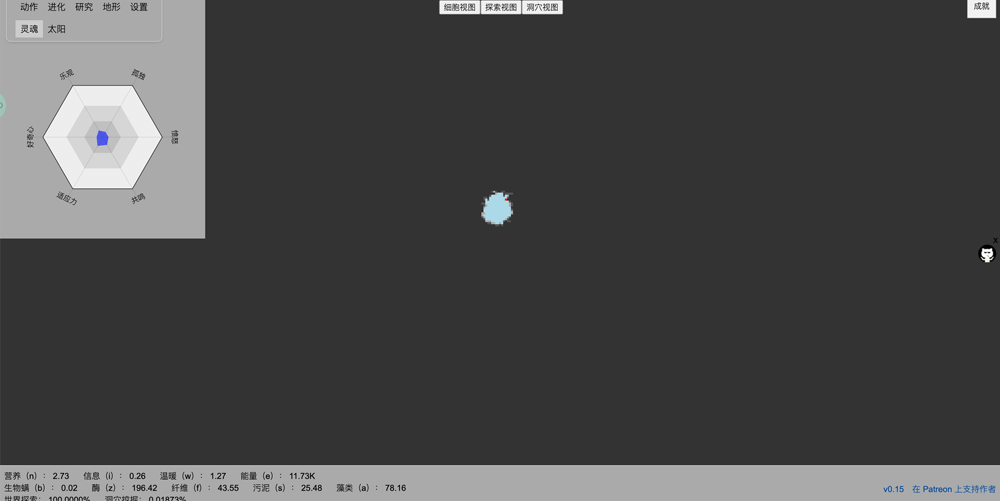 动作 进化 研究 地形 设置
细胞视图 探索视图 洞穴视图
成就
灵魂 太阳
乐观 孤独
好奇心 愤怒
适应力 共鸣
x
营养（n）： 2.73 信息（i）： 0.26 温暖（w）： 1.27 能量（e）： 11.73K
生物螨（b）： 0.02 酶（z）： 196.42 纤维（f）： 43.55 污泥（s）： 25.48 藻类（a）： 78.16
v0.15 在 Patreon 上支持作者
世界探索： 100.0000% 洞穴挖掘： 0.01873%